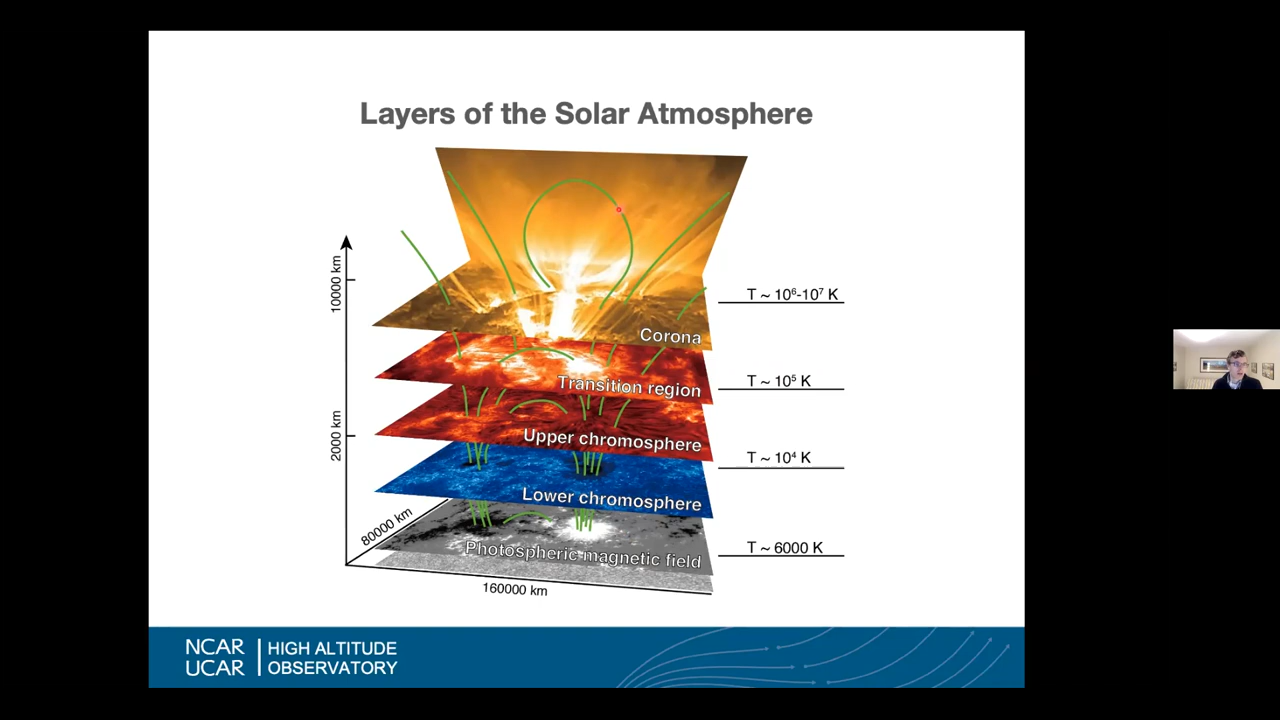 Layers of the Solar Atmosphere
10000 km
2000 km
80000 km
160000 km
Corona
Transition region
Upper chromosphere
Lower chromosphere
Photospheric magnetic field
T ~ 10⁶-10⁷ K
T ~ 10⁵ K
T ~ 10⁴ K
T ~ 6000 K
NCAR
UCAR
HIGH ALTITUDE
OBSERVATORY